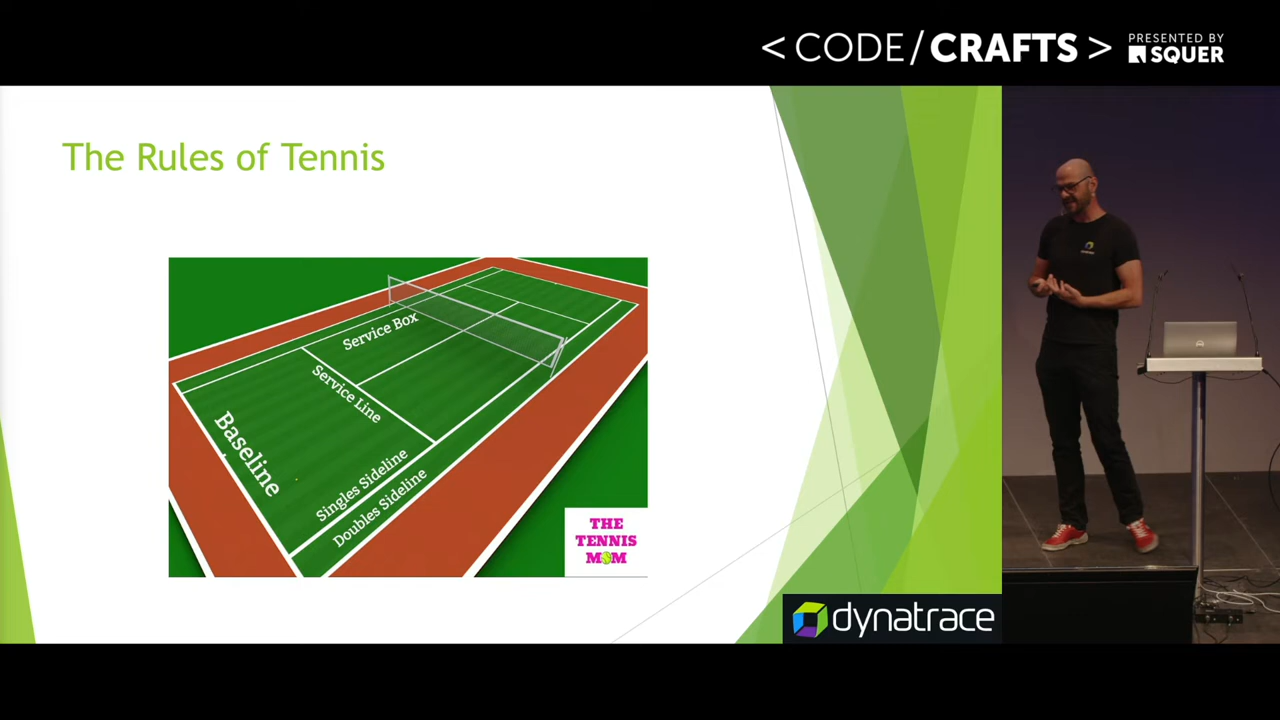 < CODE/CRAFTS >
PRESENTED BY
SQUER
The Rules of Tennis
Service Box
Service Line
Baseline
Singles Sideline
Doubles Sideline
THE
TENNIS
MOM
dynatrace